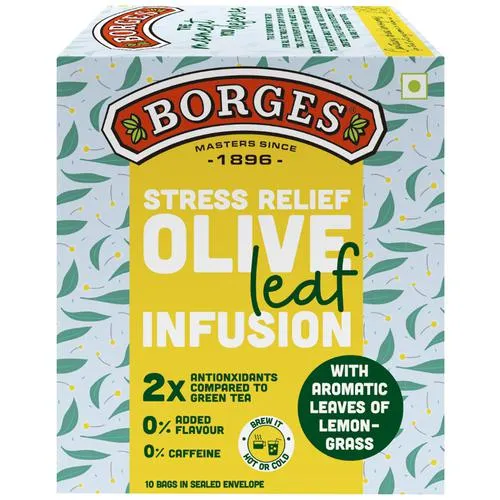 BORGES
MASTERS SINCE
-1896-
STRESS RELIEF
OLIVE
leaf
INFUSION
2x ANTIONXIDANTS
COMPARED TO
GREEN TEA
0% ADDED
FLAVOUR
0% CAFFEINE
BREW IT
HOT OR COLD
WITH
AROMATIC
LEAVES OF
LEMON-
GRASS
10 BAGS IN SEALED ENVELOPE